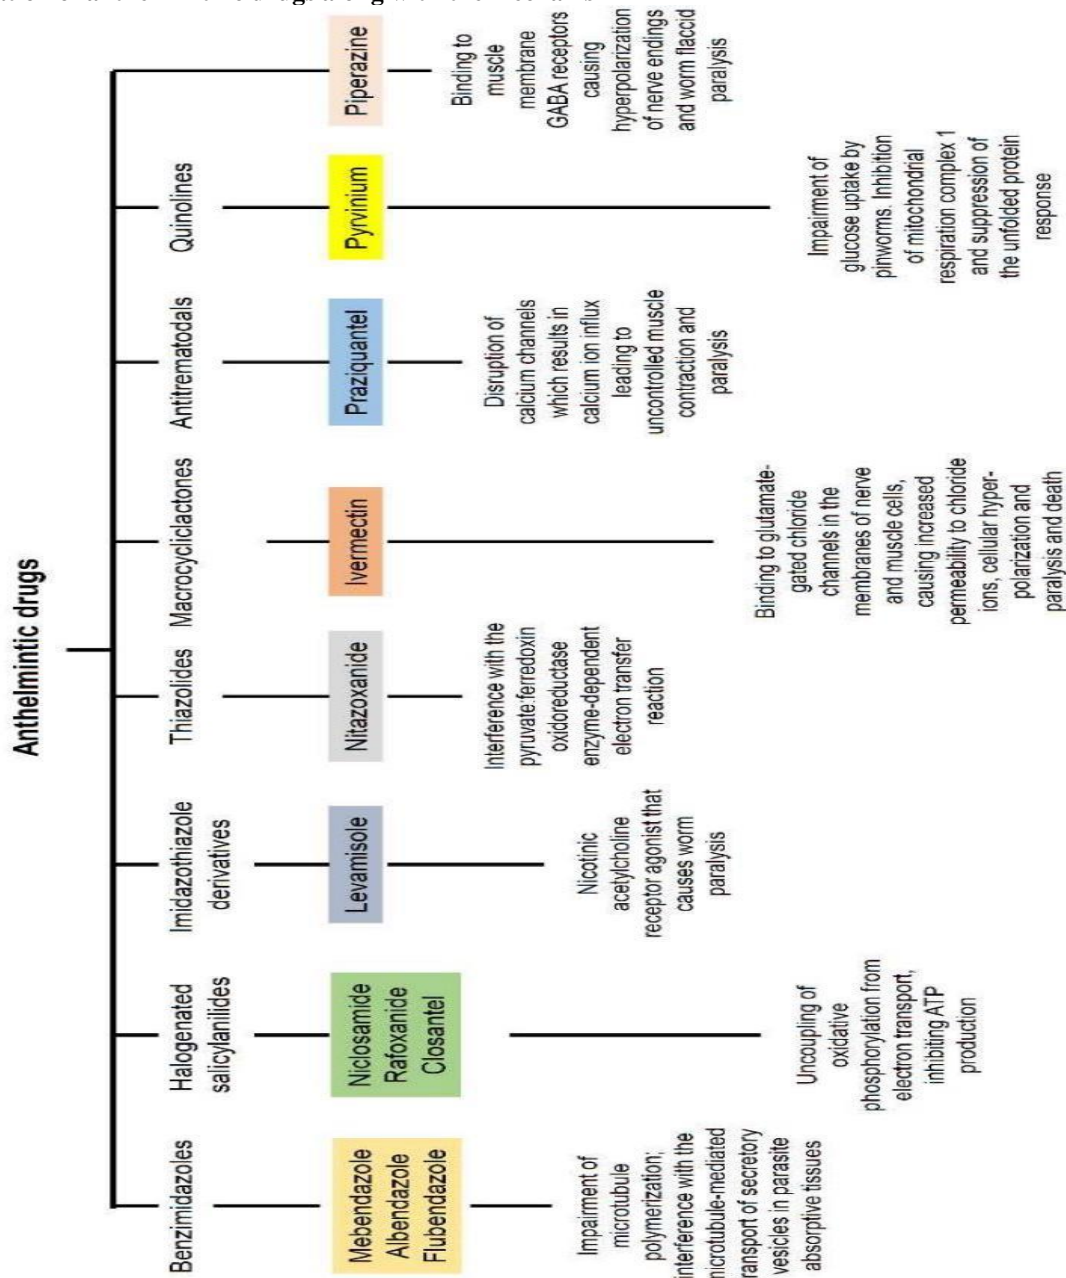 Anthelmintic drugs
Benzimidazoles
Mebendazole
Albendazole
Flubendazole
Impairment of
microtubule
polymerization;
interference with the
microtubule-mediated
transport of secretory
vesicles in parasite
absorptive tissues
Halogenated
salicylanilides
Niclosamide
Rafoxanide
Closantel
Uncoupling of
oxidative
phosphorylation from
electron transport,
inhibiting ATP
production
Imidazothiazole
derivatives
Levamisole
Nicotinic
acetylcholine
receptor agonist that
causes worm
paralysis
Thiazolides
Nitazoxanide
Interference with the
pyruvate:ferredoxin
oxidoreductase
enzyme-dependent
electron transfer
reaction
Macrocyciclactones
Ivermectin
Binding to glutamate-
gated chloride
channels in the
membranes of nerve
and muscle cells,
causing increased
permeability to chloride
ions, cellular hyper-
polarization and
paralysis and death
Antitrematodals
Praziquantel
Disruption of
calcium channels
which results in
calcium ion influx
leading to
uncontrolled muscle
contraction and
paralysis
Quinolines
Pyrvinium
Impairment of
glucose uptake by
pinworms. Inhibition
of mitochondrial
respiration complex 1
and suppression of
the unfolded protein
response
Piperazine
Binding to
muscle
membrane
GABA receptors
causing
hyperpolarization
of nerve endings
and worm flaccid
paralysis